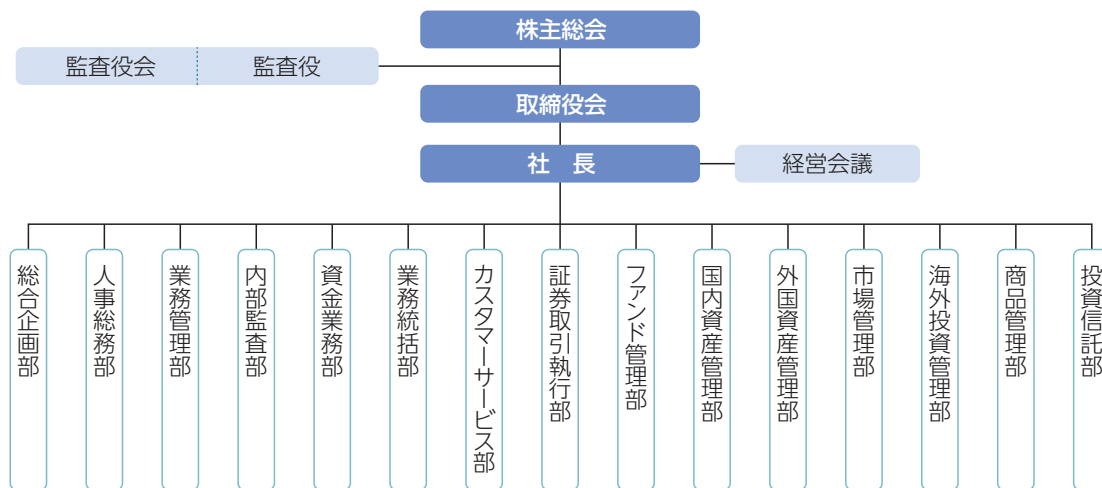 株主総会
監査役会
監査役
取締役会
社 長
経営会議
総合企画部
人事総務部
業務管理部
内部監査部
資金業務部
業務統括部
カスタマーサービス部
証券取引執行部
ファンド管理部
国内資産管理部
外国資産管理部
市場管理部
海外投資管理部
商品管理部
投資信託部